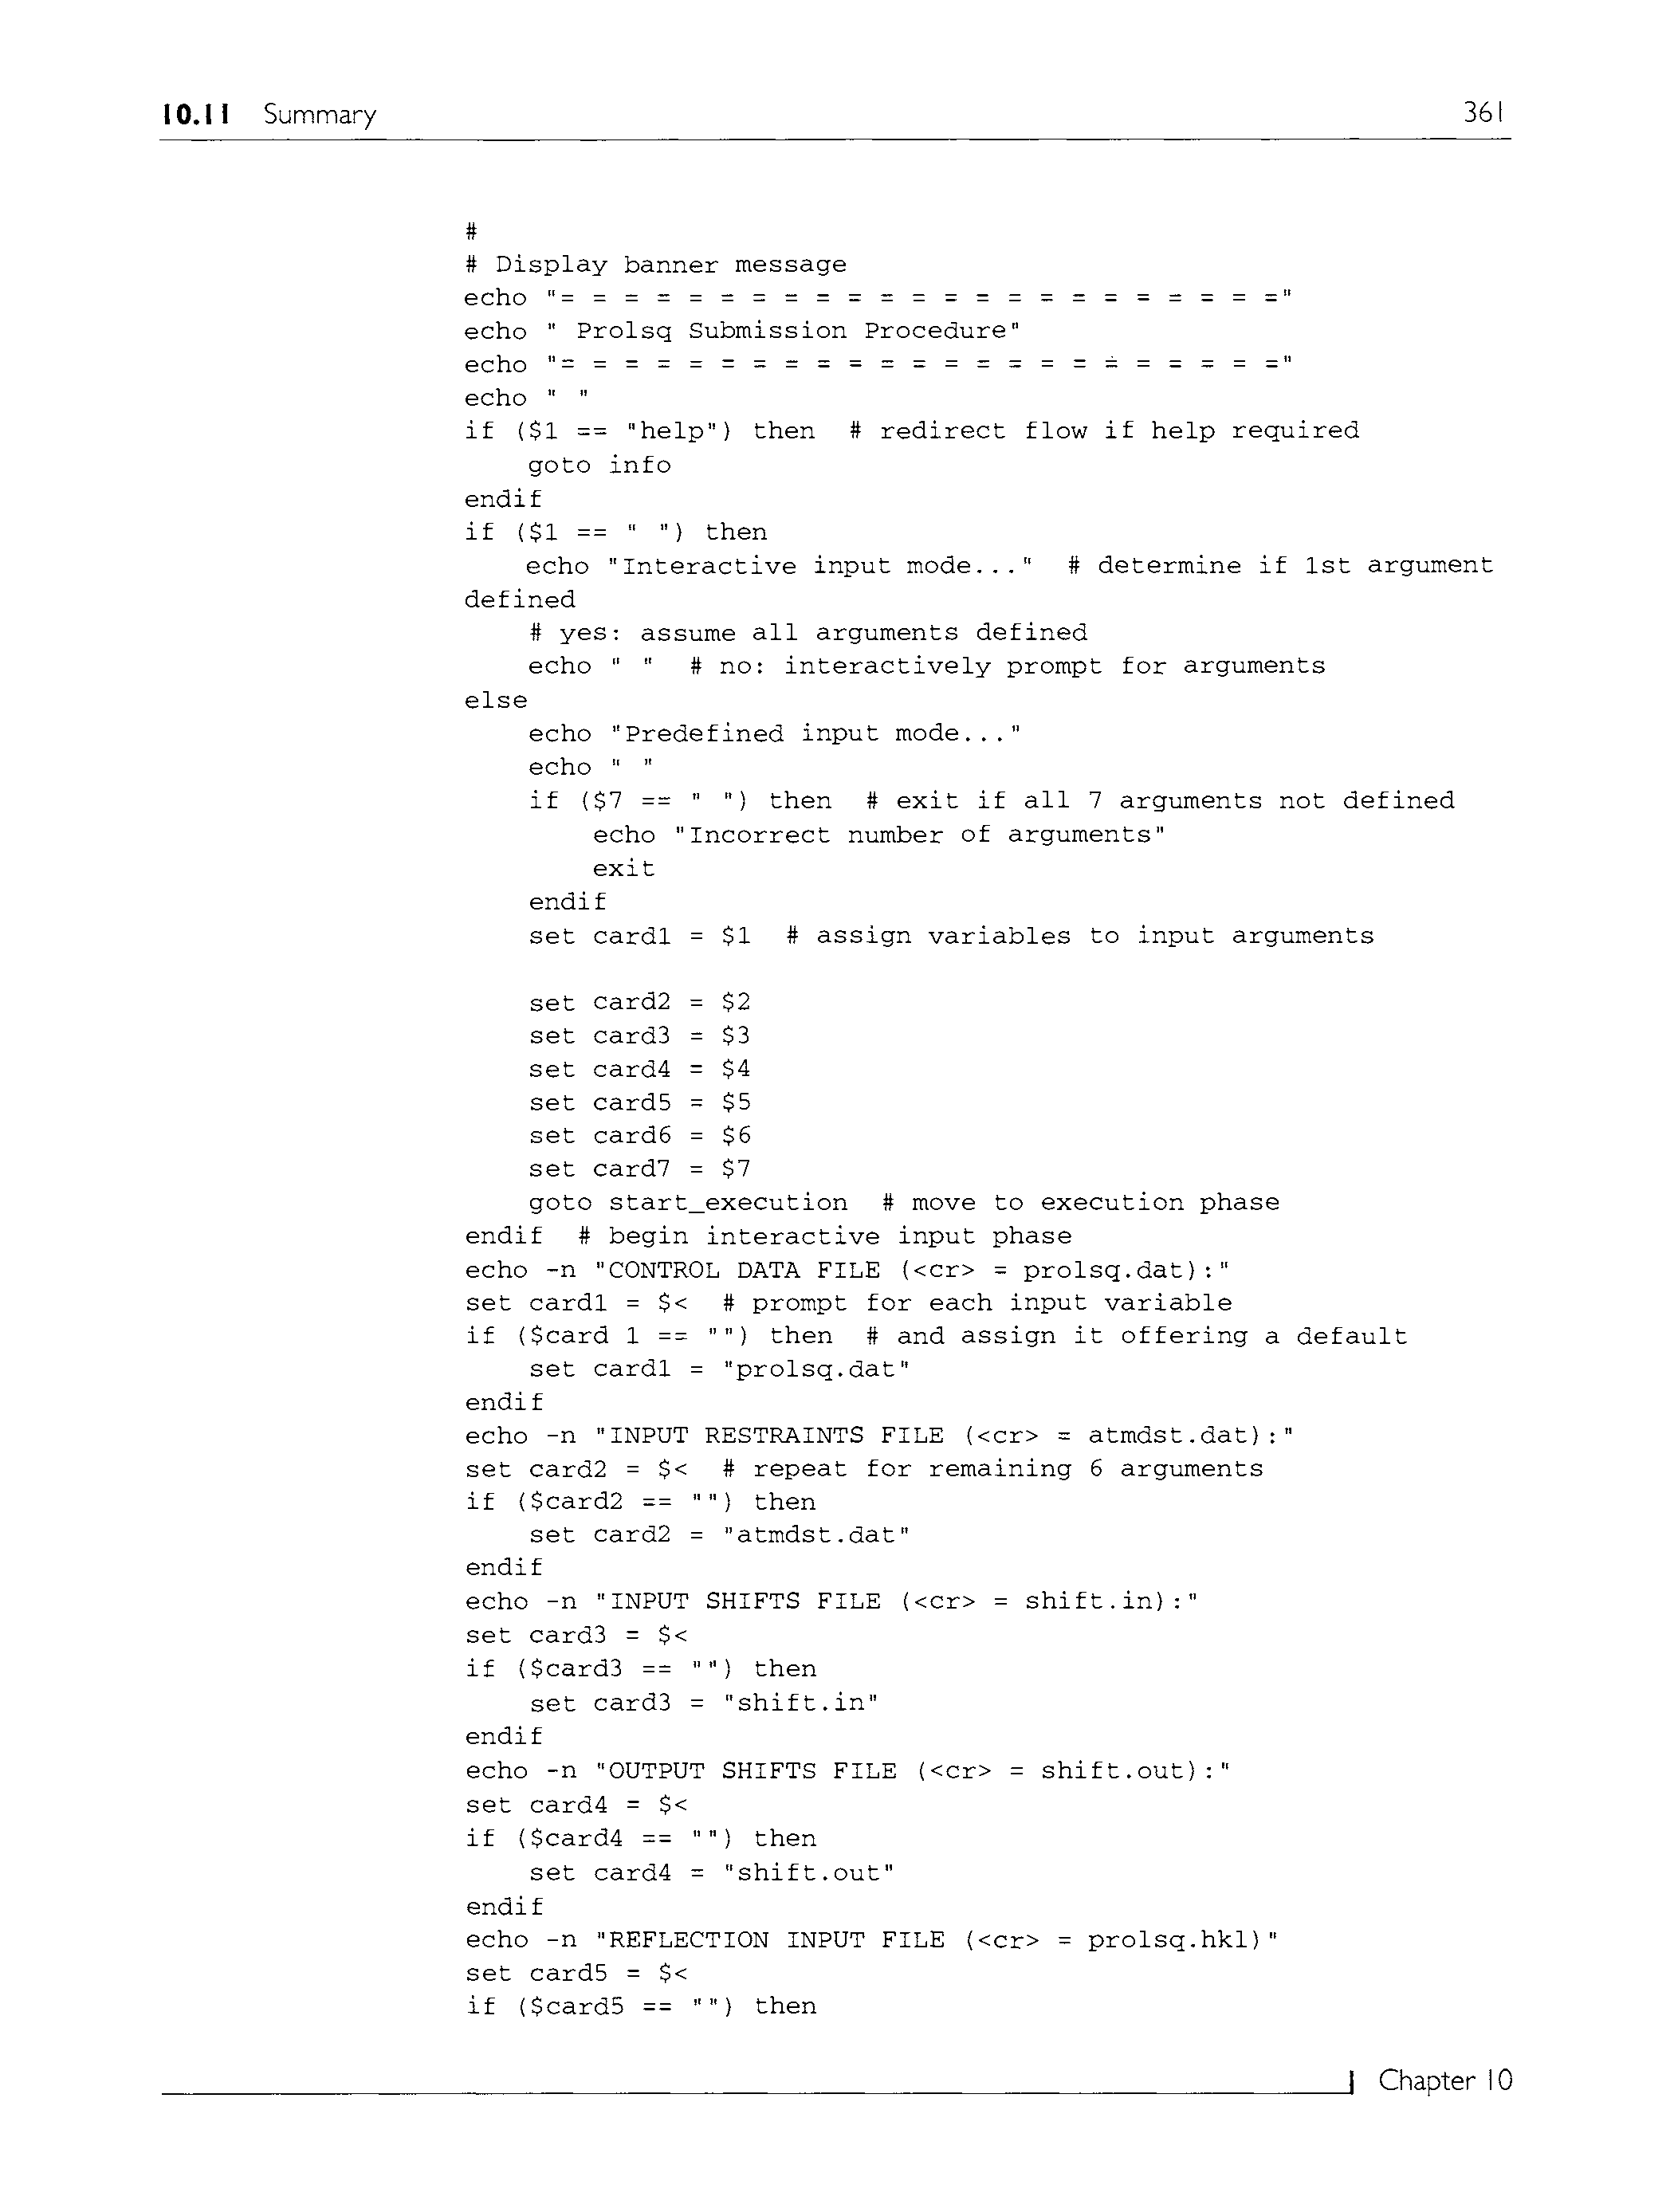 10.11 Summary 361
#
# Display banner message
echo "= = = = = = = = = = = = = = = = = = = = = = ="
echo " Prolsq Submission Procedure"
echo "= = = = = = = = = = = = = = = = = = = = = = ="
echo " "
if ($1 == "help") then # redirect flow if help required
    goto info
endif
if ($1 == " ") then
    echo "Interactive input mode..." # determine if 1st argument
defined
    # yes: assume all arguments defined
    echo " " # no: interactively prompt for arguments
else
    echo "Predefined input mode..."
    echo " "
    if ($7 == " ") then # exit if all 7 arguments not defined
        echo "Incorrect number of arguments"
        exit
    endif
    set card1 = $1 # assign variables to input arguments
    set card2 = $2
    set card3 = $3
    set card4 = $4
    set card5 = $5
    set card6 = $6
    set card7 = $7
    goto start_execution # move to execution phase
endif # begin interactive input phase
echo -n "CONTROL DATA FILE (<cr> = prolsq.dat):"
set card1 = $< # prompt for each input variable
if ($card 1 == "") then # and assign it offering a default
    set card1 = "prolsq.dat"
endif
echo -n "INPUT RESTRAINTS FILE (<cr> = atmdst.dat):"
set card2 = $< # repeat for remaining 6 arguments
if ($card2 == "") then
    set card2 = "atmdst.dat"
endif
echo -n "INPUT SHIFTS FILE (<cr> = shift.in):"
set card3 = $<
if ($card3 == "") then
    set card3 = "shift.in"
endif
echo -n "OUTPUT SHIFTS FILE (<cr> = shift.out):"
set card4 = $<
if ($card4 == "") then
    set card4 = "shift.out"
endif
echo -n "REFLECTION INPUT FILE (<cr> = prolsq.hkl)"
set card5 = $<
if ($card5 == "") then
Chapter 10